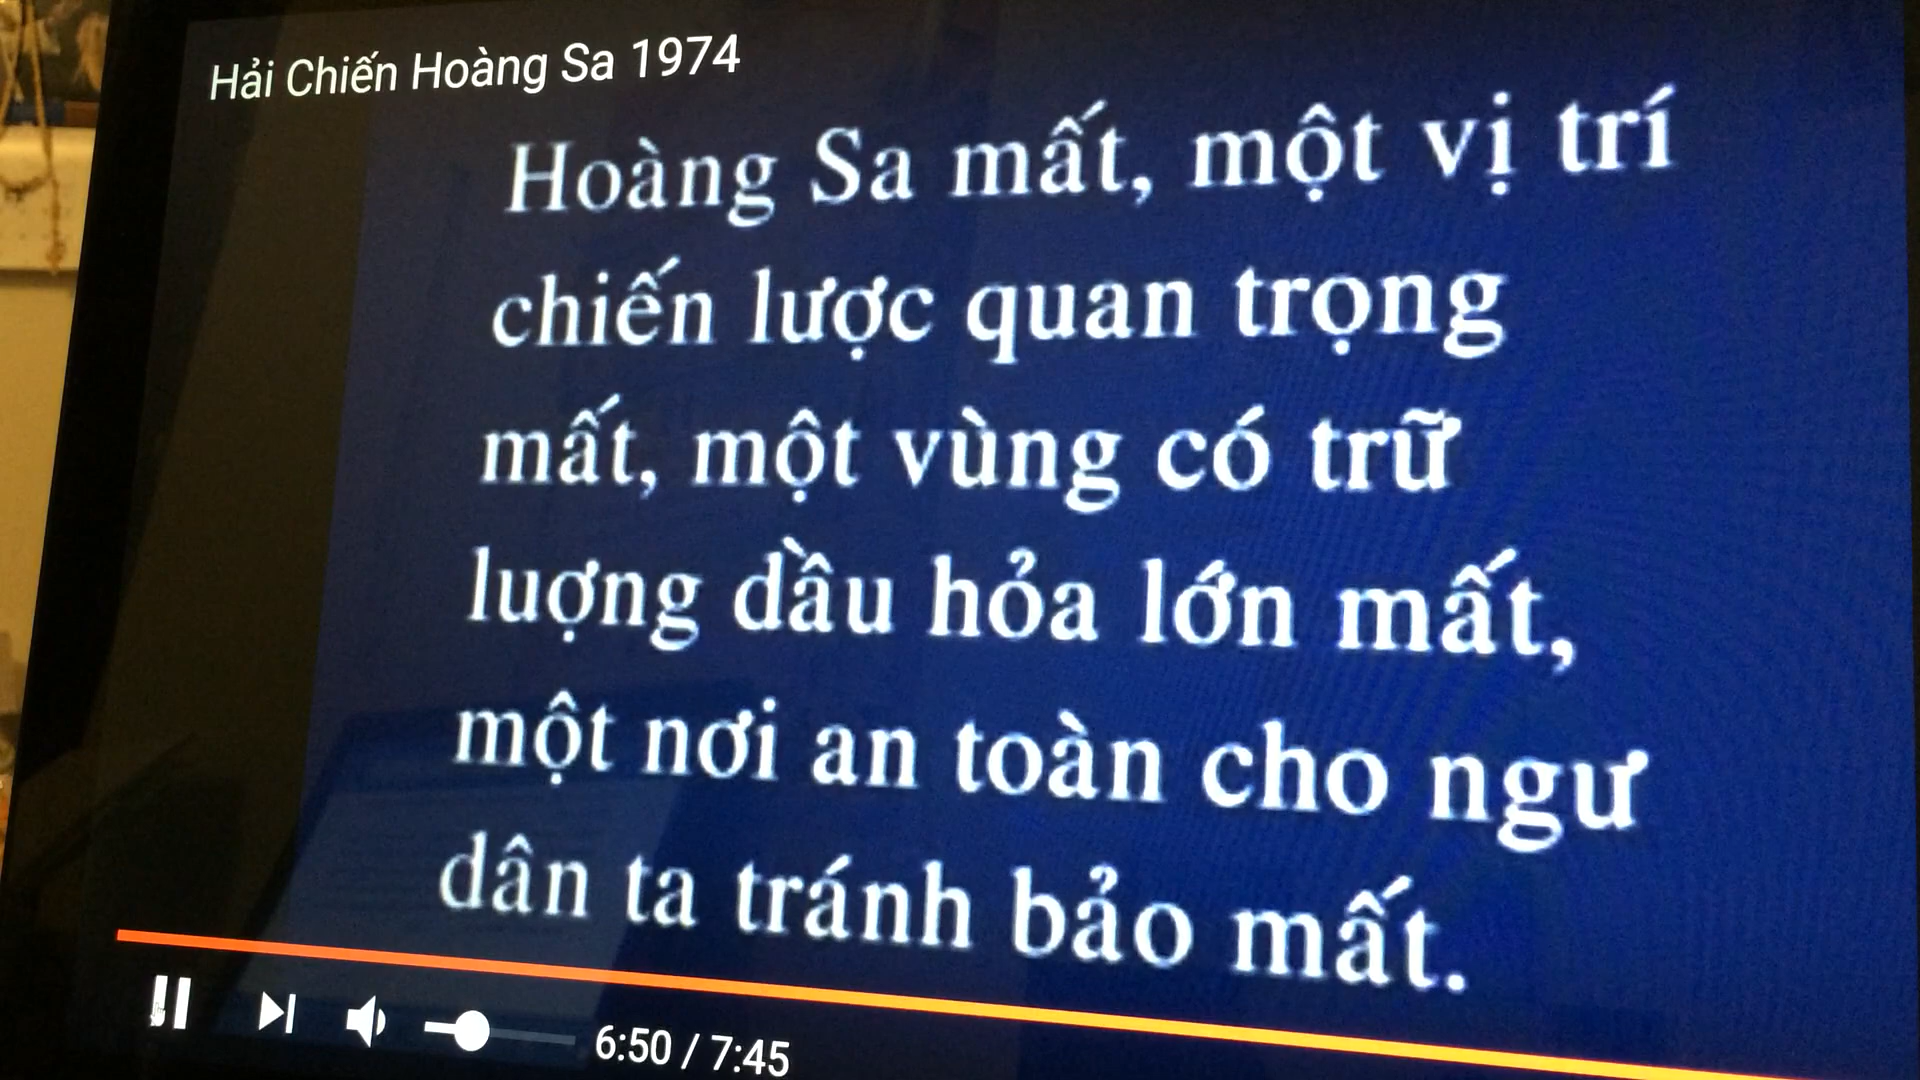 Hải Chiến Hoàng Sa 1974
Hoàng Sa mất, một vị trí
chiến lược quan trọng
mất, một vùng có trữ
luợng dầu hỏa lớn mất,
một nơi an toàn cho ngư
dân ta tránh bảo mất.
6:50 / 7:45